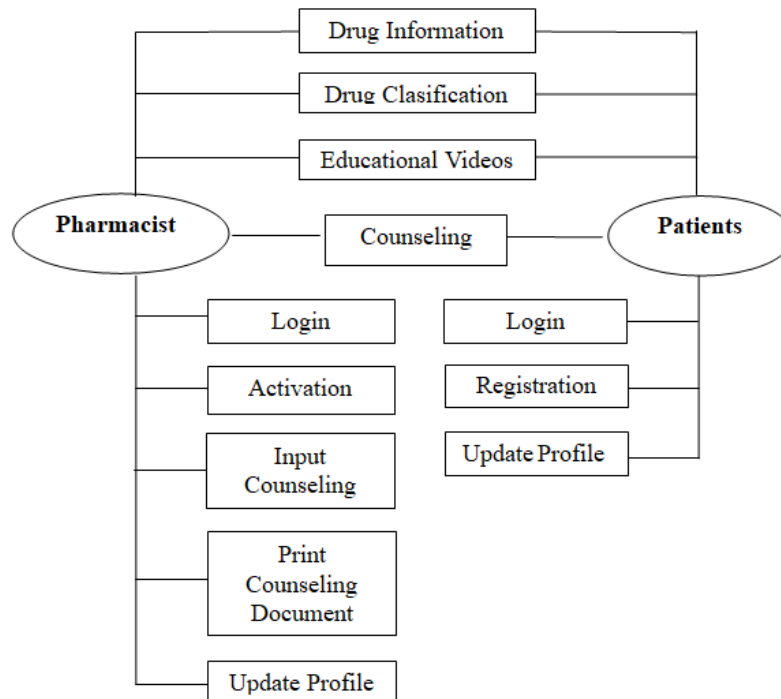 Drug Information
Drug Clasification
Educational Videos
Pharmacist
Counseling
Patients
Login
Activation
Input
Counseling
Print
Counseling
Document
Update Profile
Login
Registration
Update Profile